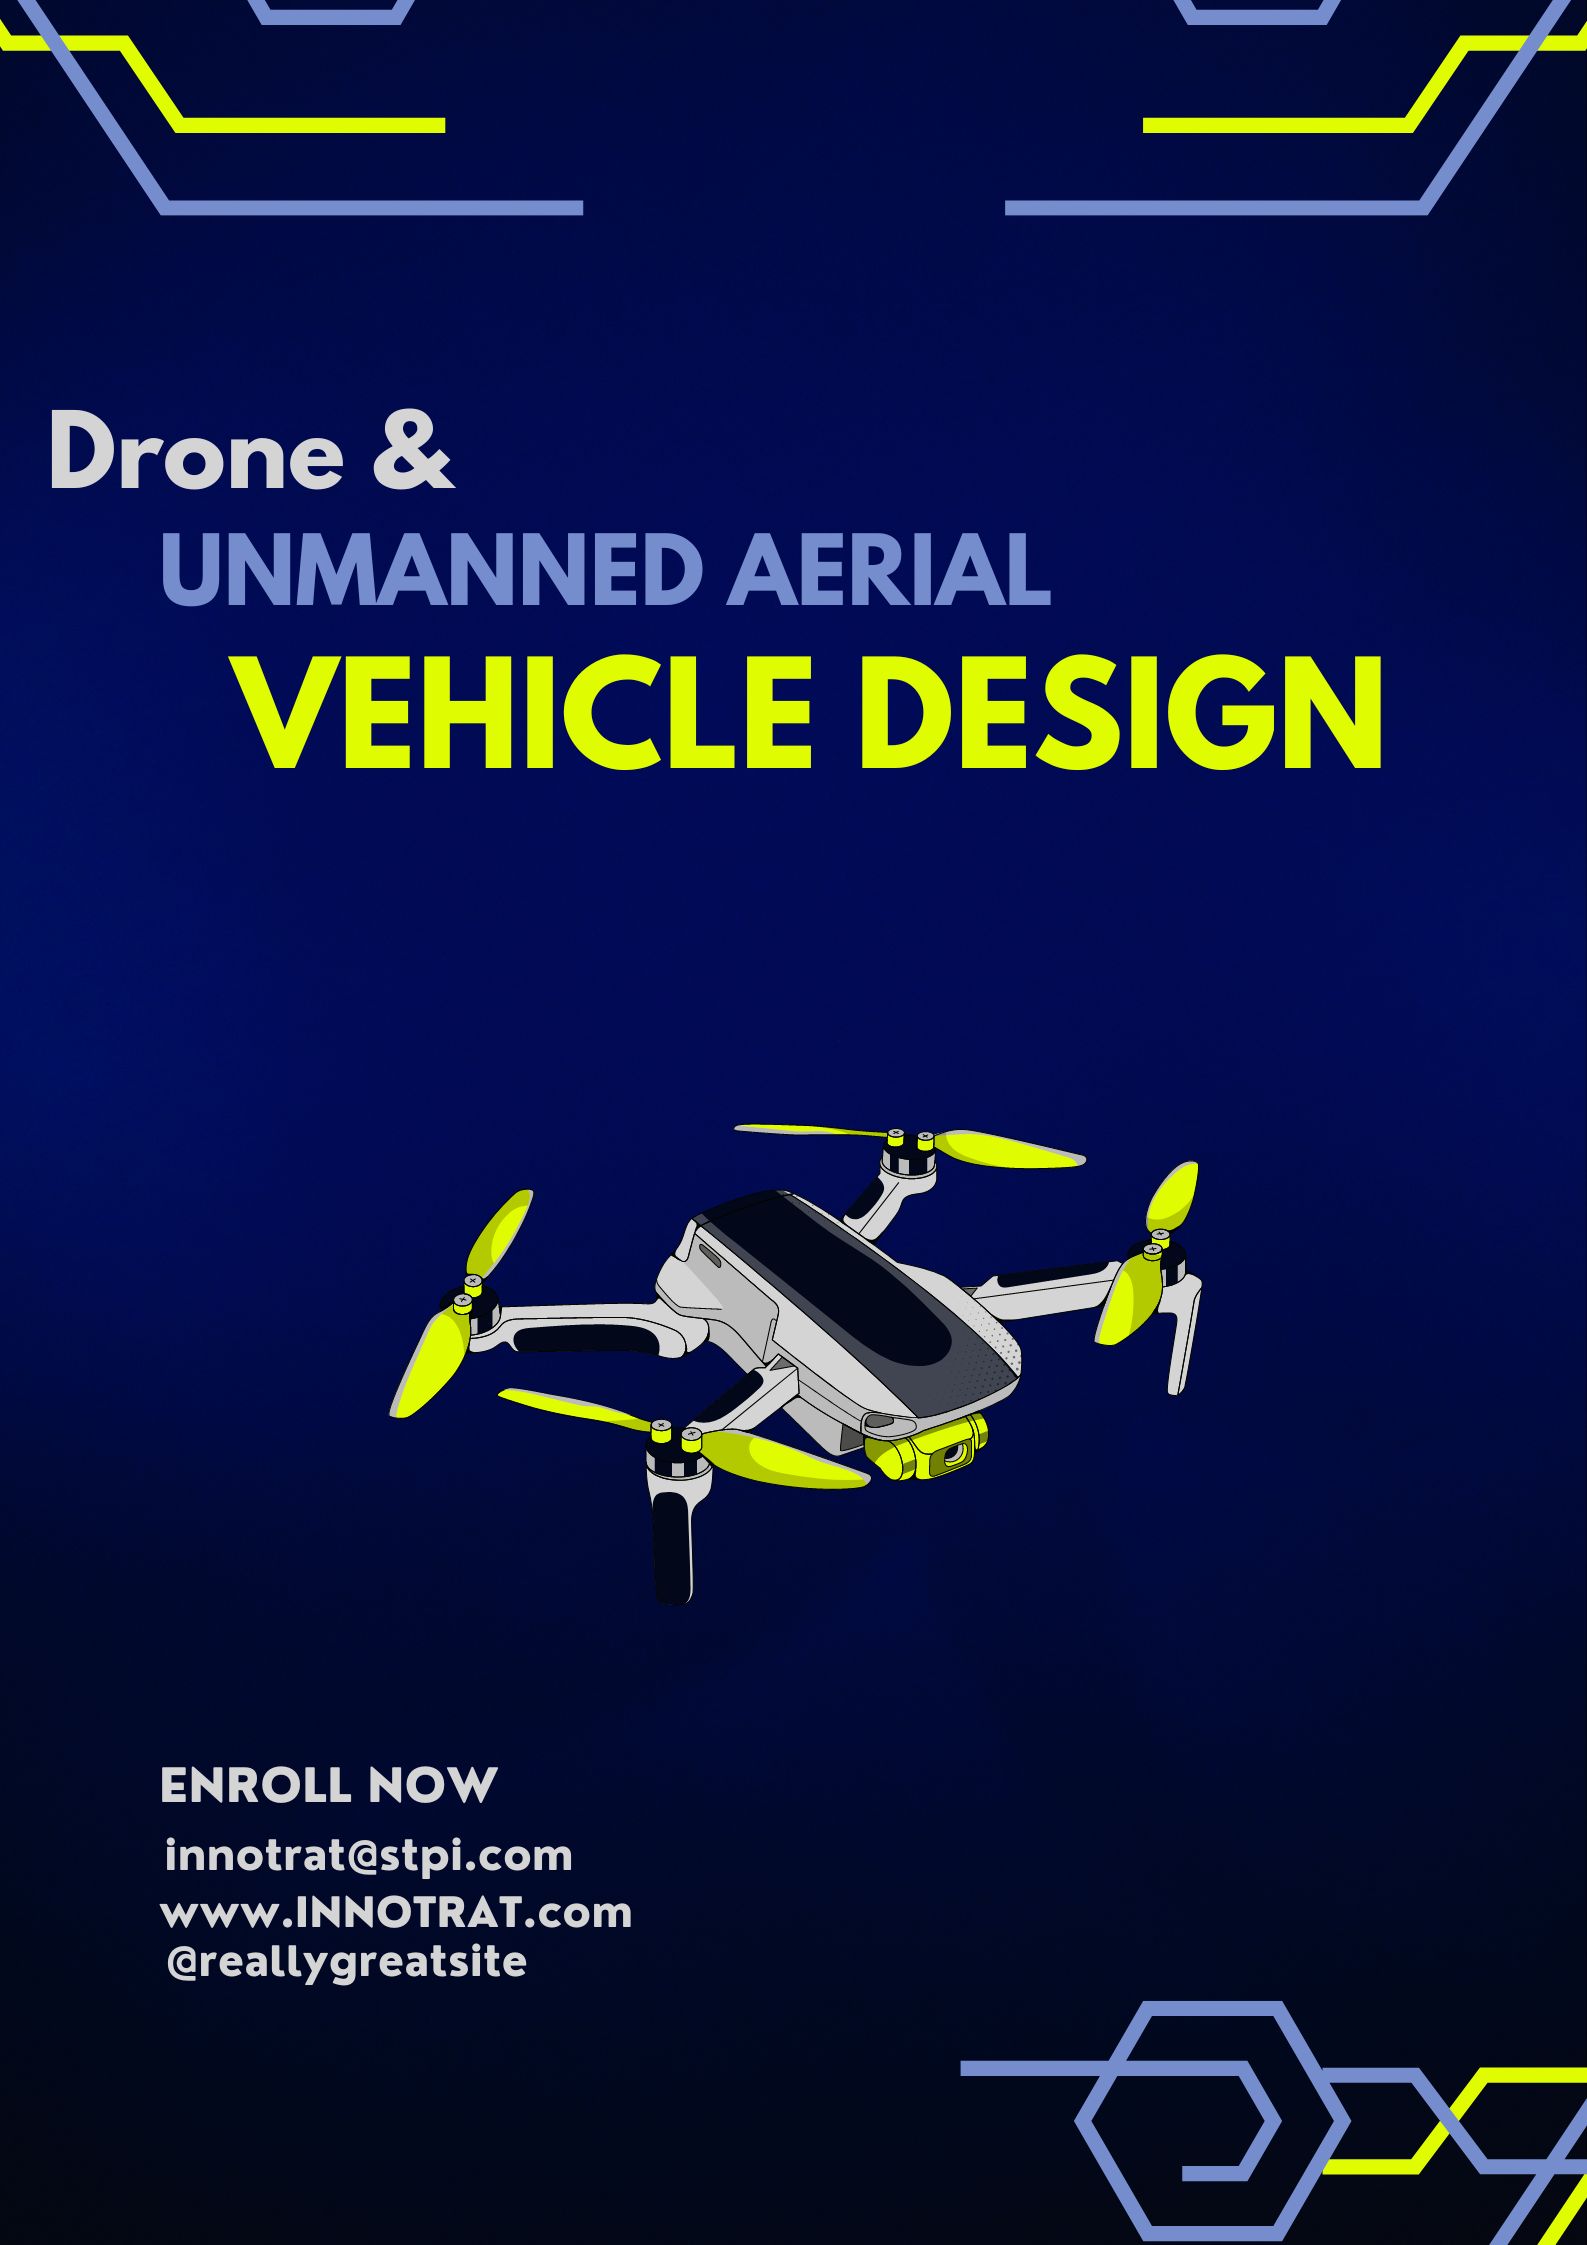 Drone &
UNMANNED AERIAL
VEHICLE DESIGN
ENROLL NOW
innotrat@stpi.com
www.INNOTRAT.com
@reallygreatsite